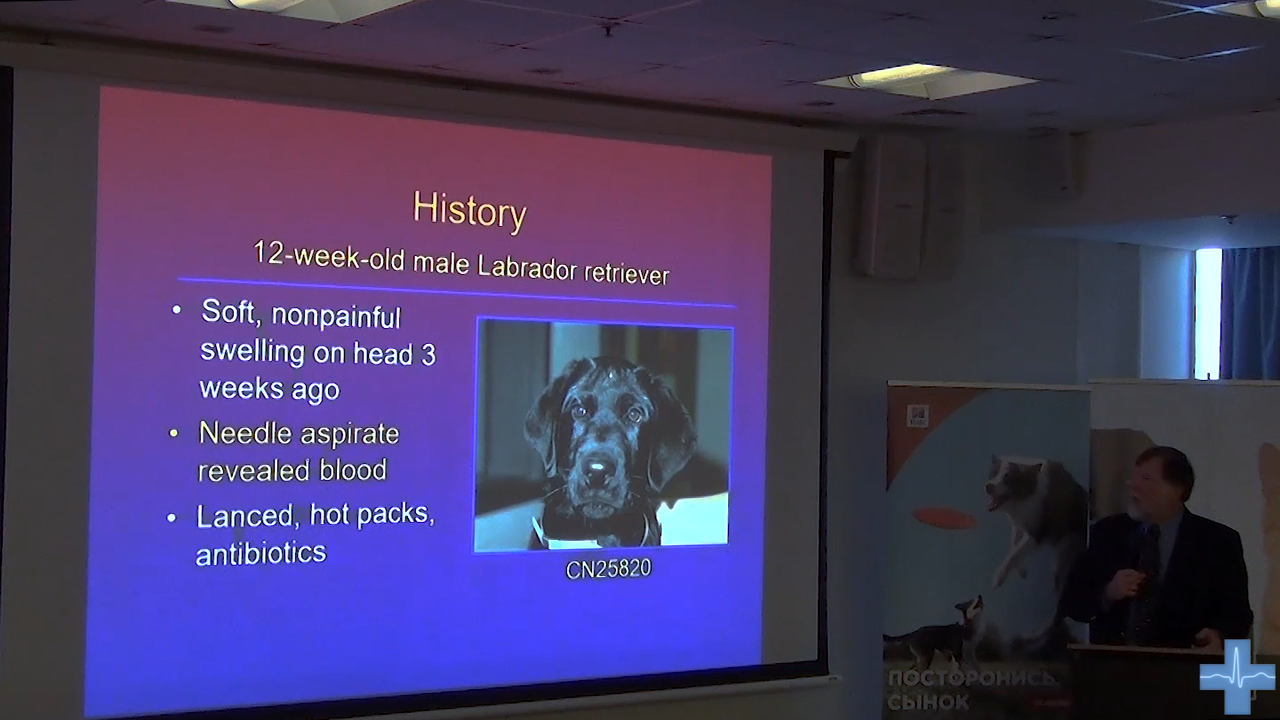 History
12-week-old male Labrador retriever
• Soft, nonpainful
swelling on head 3
weeks ago
• Needle aspirate
revealed blood
• Lanced, hot packs,
antibiotics
CN25820
ПОСТОРОНИСЬ,
СЫНОК